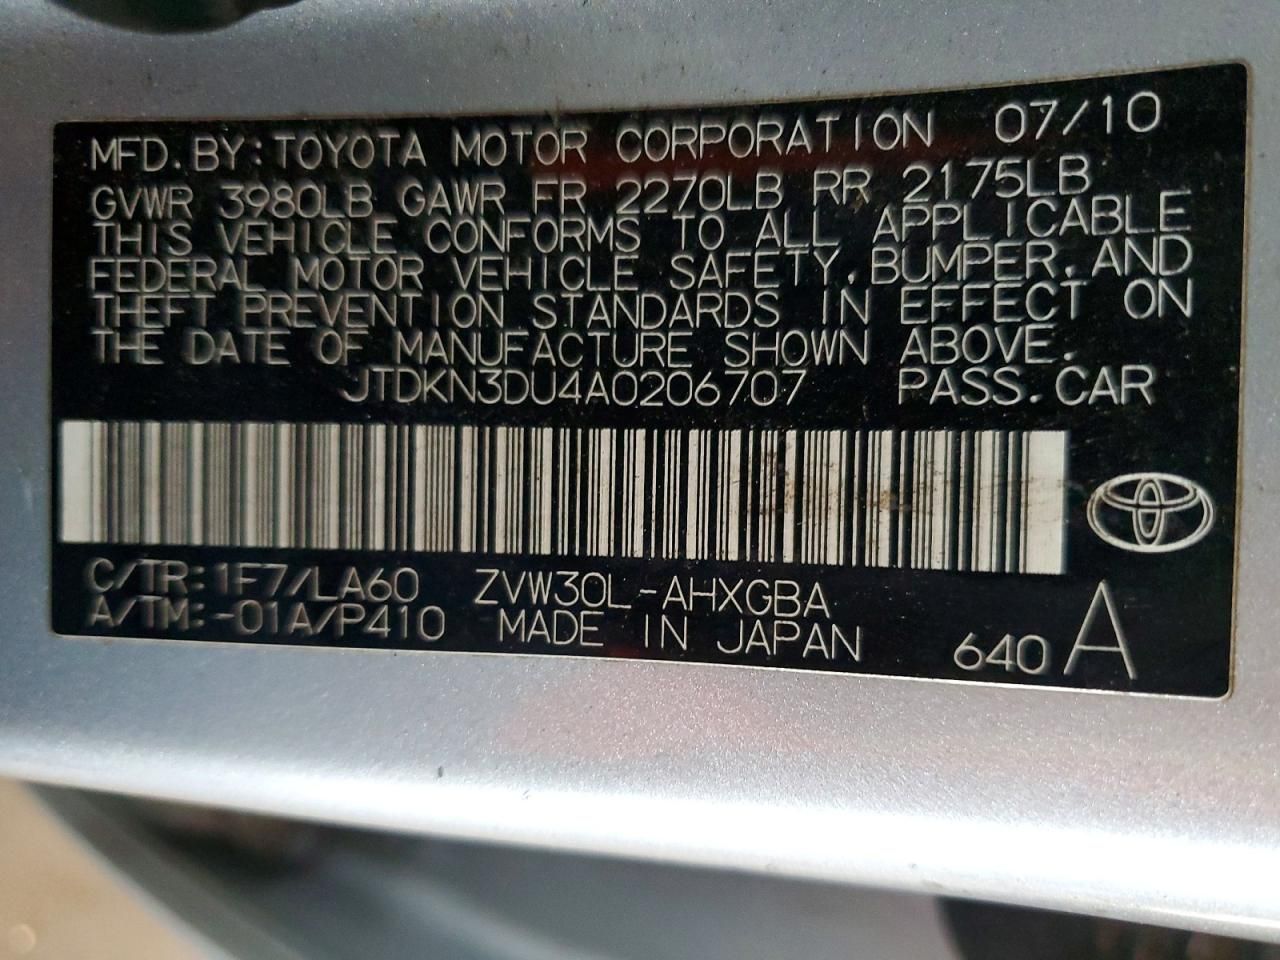 MFD. BY: TOYOTA MOTOR CORPORATION 07/10
GVWR 3980LB GAWR FR 2270LB RR 2175LB
THIS VEHICLE CONFORMS TO ALL APPLICABLE
FEDERAL MOTOR VEHICLE SAFETY, BUMPER, AND
THEFT PREVENTION STANDARDS IN EFFECT ON
THE DATE OF MANUFACTURE SHOWN ABOVE.
JTDKN3DU4A0206707 PASS. CAR
C/TR: 1F7/LA60 ZVW30L-AHXGBA
A/TM: -01A/P410 MADE IN JAPAN 640 A